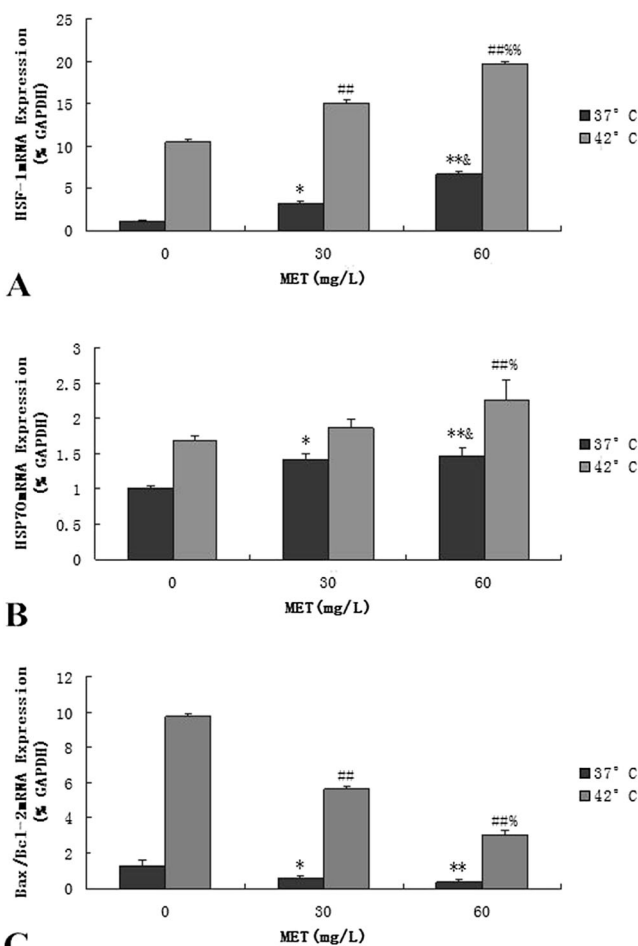 HSF-1mRNA Expression
(% GAPDH)
25
20
15
10
5
0
##
##%%
*
**&
37° C
42° C
0 30 60
MET(mg/L)
A
HSP70mRNA Expression
(% GAPDH)
3
2.5
2
1.5
1
0.5
0
*
**&
##%
37° C
42° C
0 30 60
MET(mg/L)
B
Bax/Bcl-2mRNA Expression
(% GAPDH)
12
10
8
6
4
2
0
##
##%
*
**
37° C
42° C
0 30 60
MET(mg/L)
C